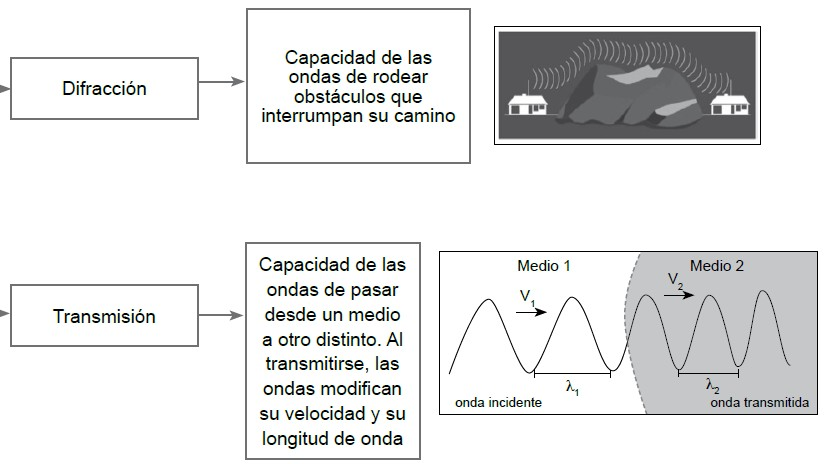 Difracción
Capacidad de las
ondas de rodear
obstáculos que
interrumpan su camino
Transmisión
Capacidad de las
ondas de pasar
desde un medio
a otro distinto. Al
transmitirse, las
ondas modifican
su velocidad y su
longitud de onda
Medio 1
Medio 2
V1
V2
λ1
λ2
onda incidente
onda transmitida